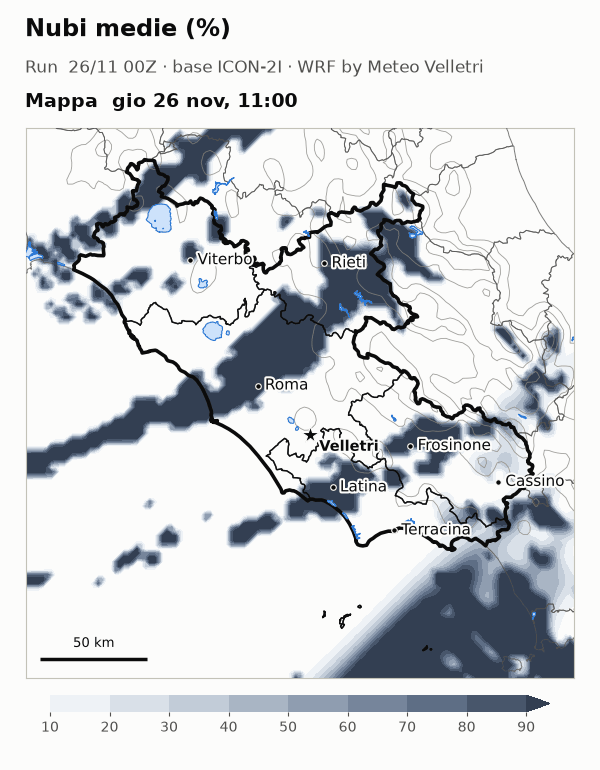 Nubi medie (%)
Run  26/11 00Z · base ICON-2I · WRF by Meteo Velletri
Mappa  gio 26 nov, 11:00
Viterbo
Rieti
Roma
Velletri
Frosinone
Latina
Cassino
Terracina
50 km
10 20 30 40 50 60 70 80 90